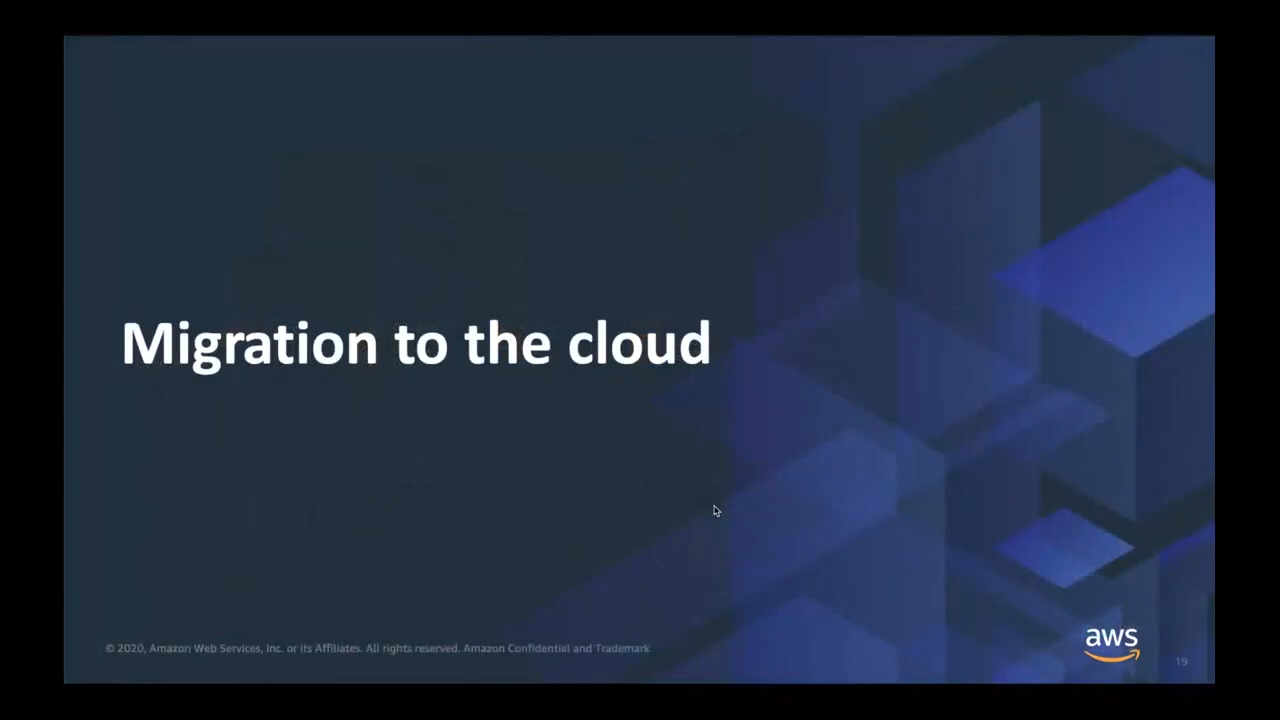 Migration to the cloud
© 2020, Amazon Web Services, Inc. or its Affiliates. All rights reserved. Amazon Confidential and Trademark
aws
19